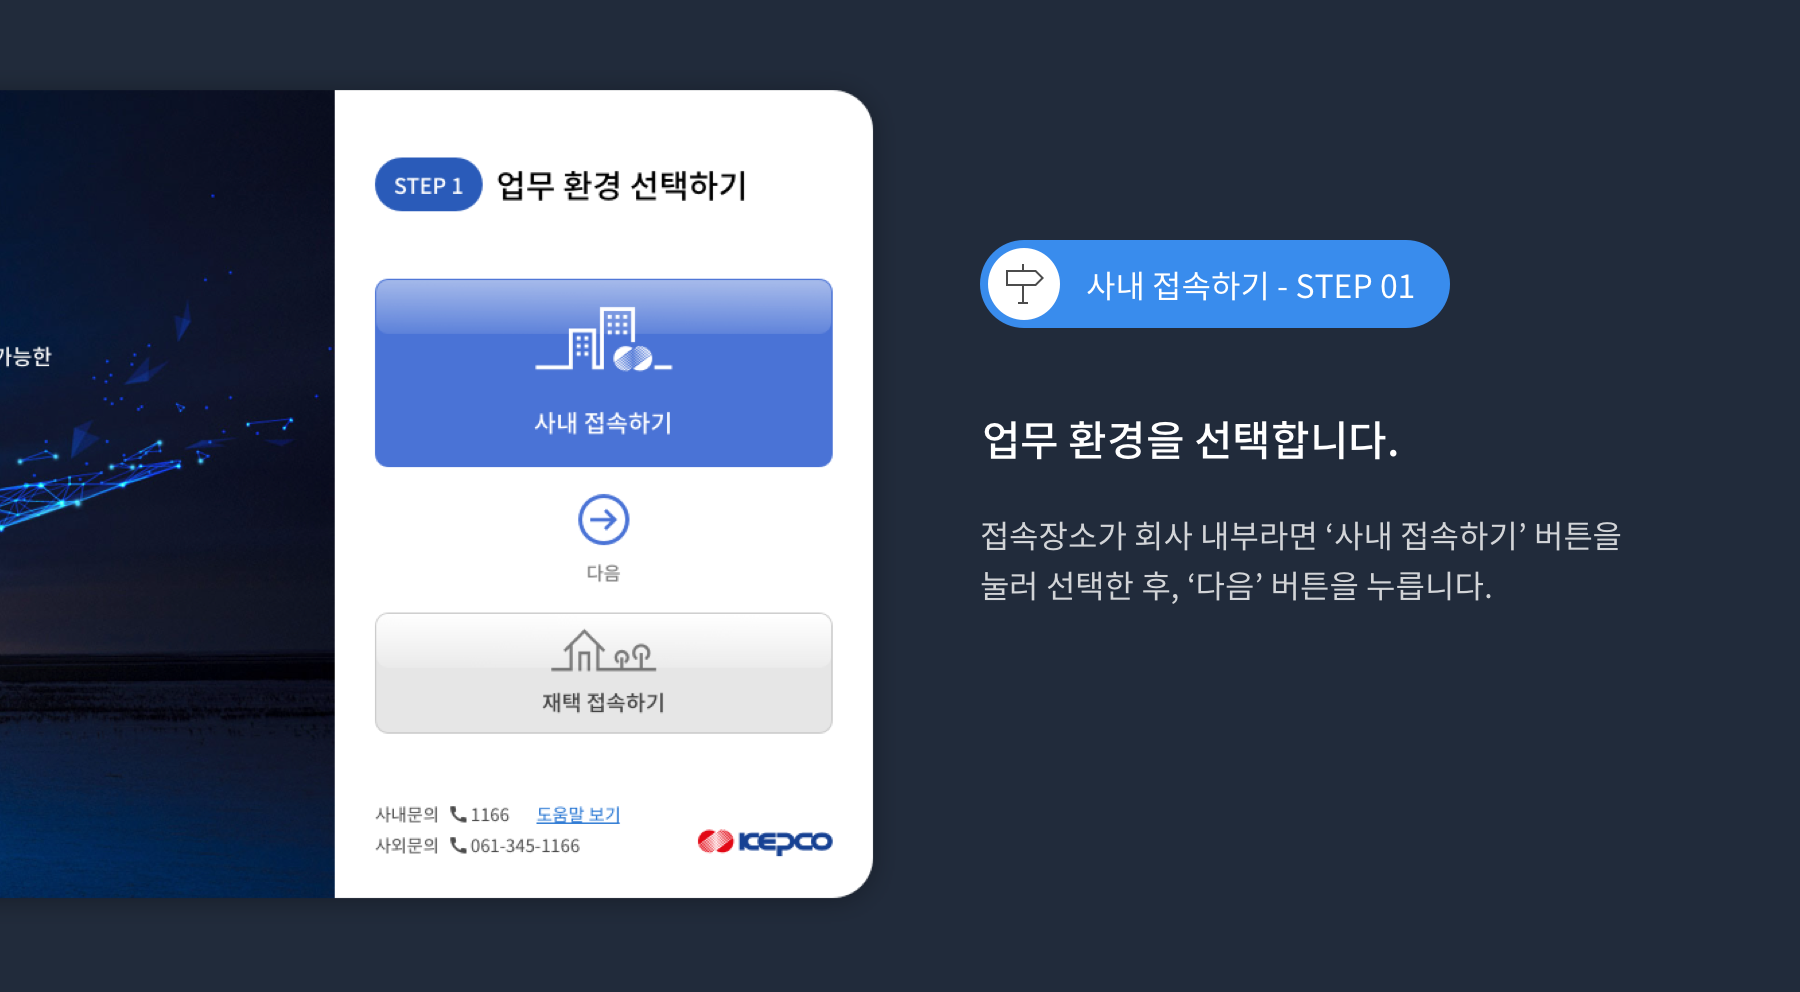 가능한
STEP 1 업무 환경 선택하기
사내 접속하기
다음
재택 접속하기
사내문의 1166 도움말 보기
사외문의 061-345-1166
KEPCO
사내 접속하기 - STEP 01
업무 환경을 선택합니다.
접속장소가 회사 내부라면 ‘사내 접속하기’ 버튼을
눌러 선택한 후, ‘다음’ 버튼을 누릅니다.